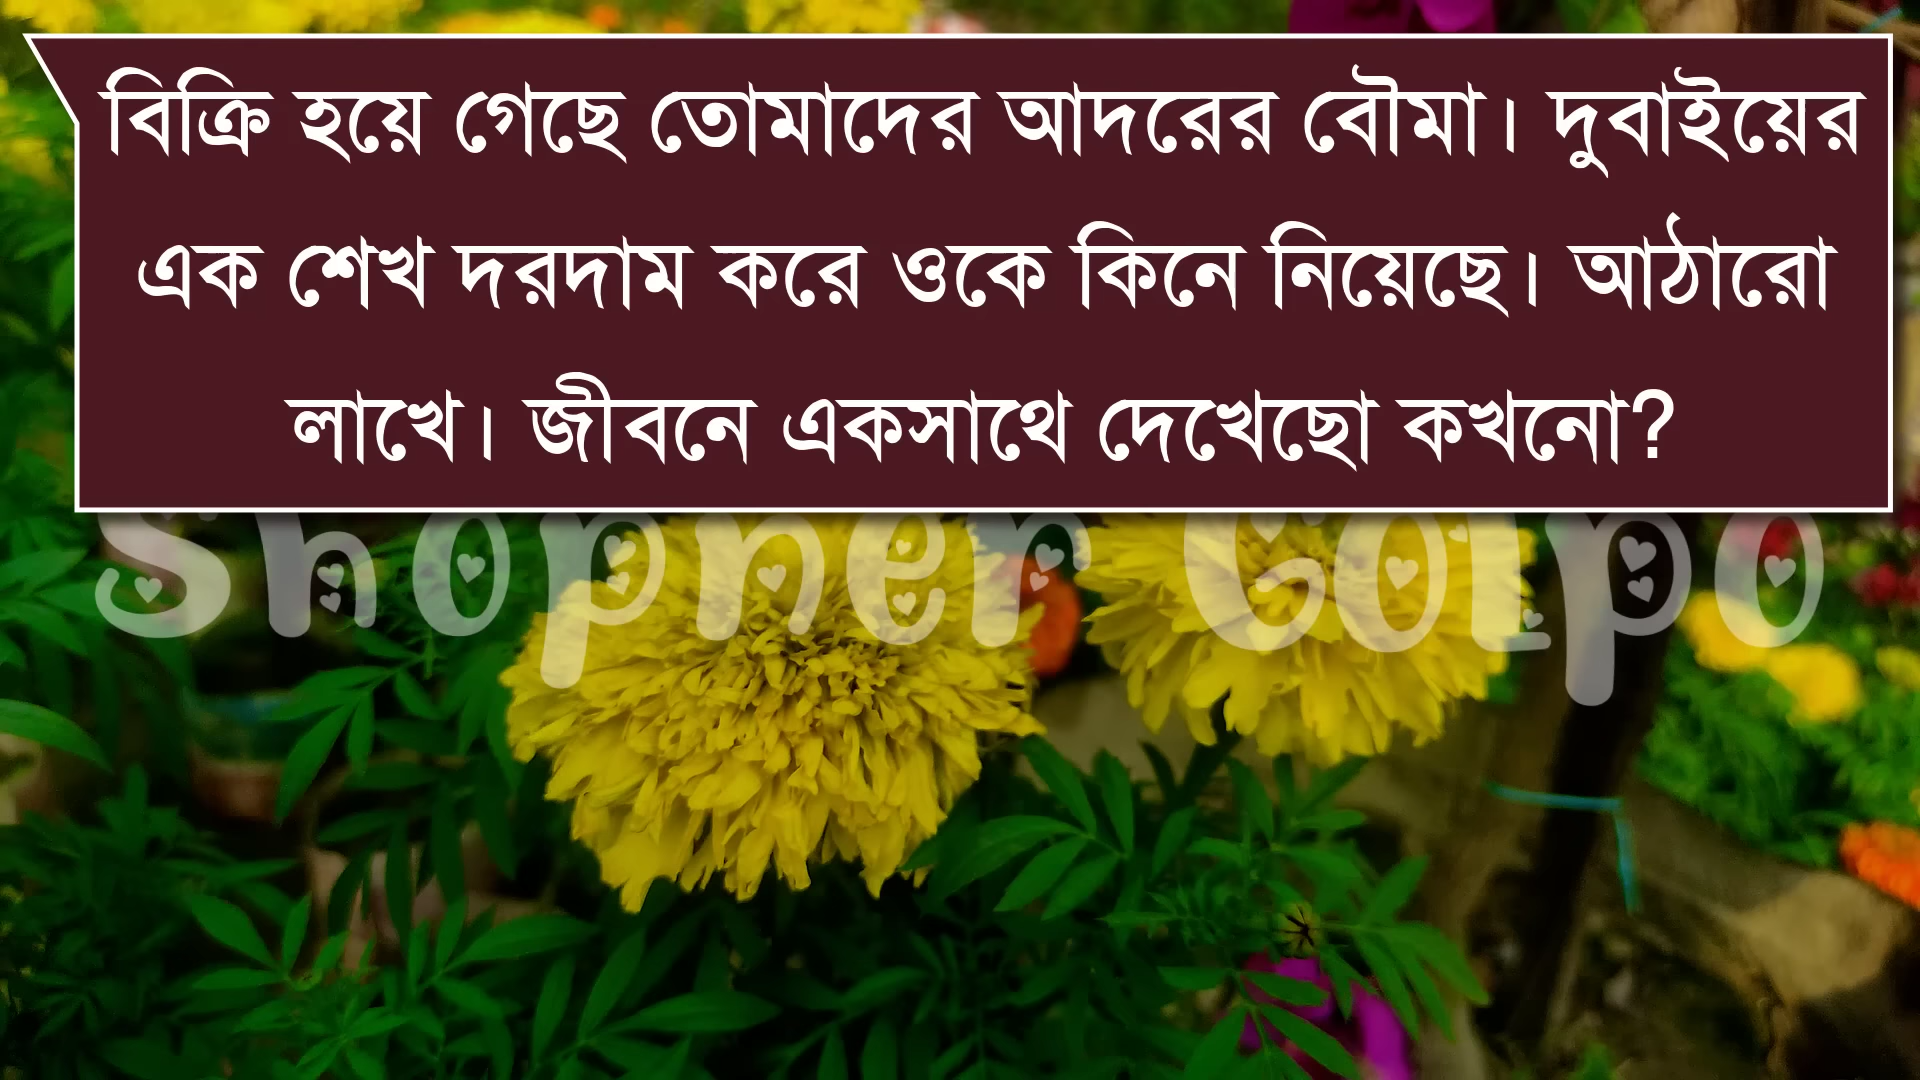 বিক্রি হয়ে গেছে তোমাদের আদরের বৌমা। দুবাইয়ের
এক শেখ দরদাম করে ওকে কিনে নিয়েছে। আঠারো
লাখে। জীবনে একসাথে দেখেছো কখনো?
Shopner Golpo